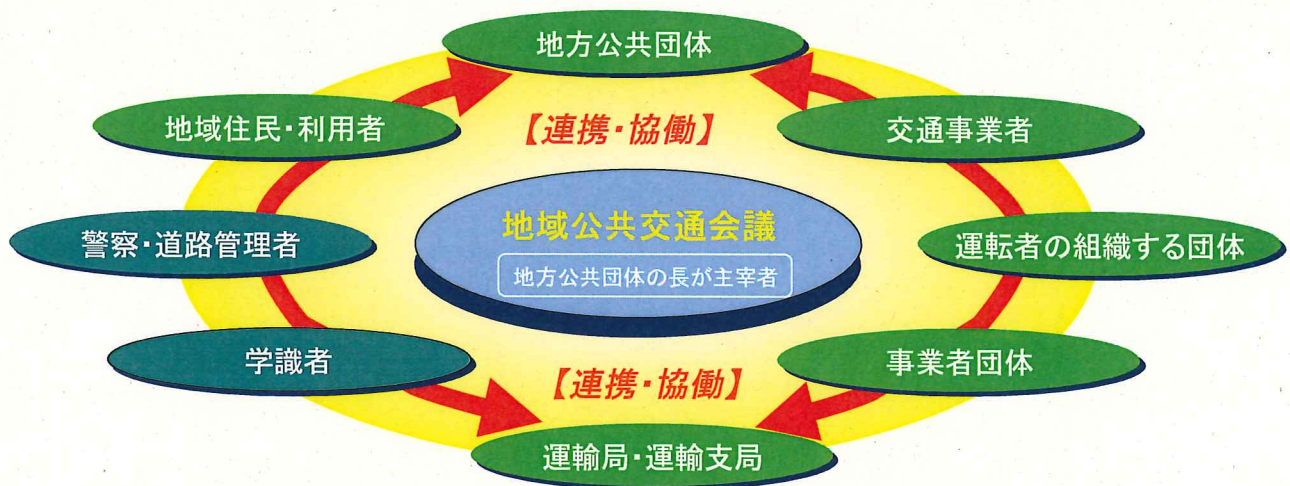 地方公共団体
地域住民・利用者
【連携・協働】
交通事業者
地域公共交通会議
警察・道路管理者
運転者の組織する団体
地方公共団体の長が主宰者
学識者
事業者団体
【連携・協働】
運輸局・運輸支局